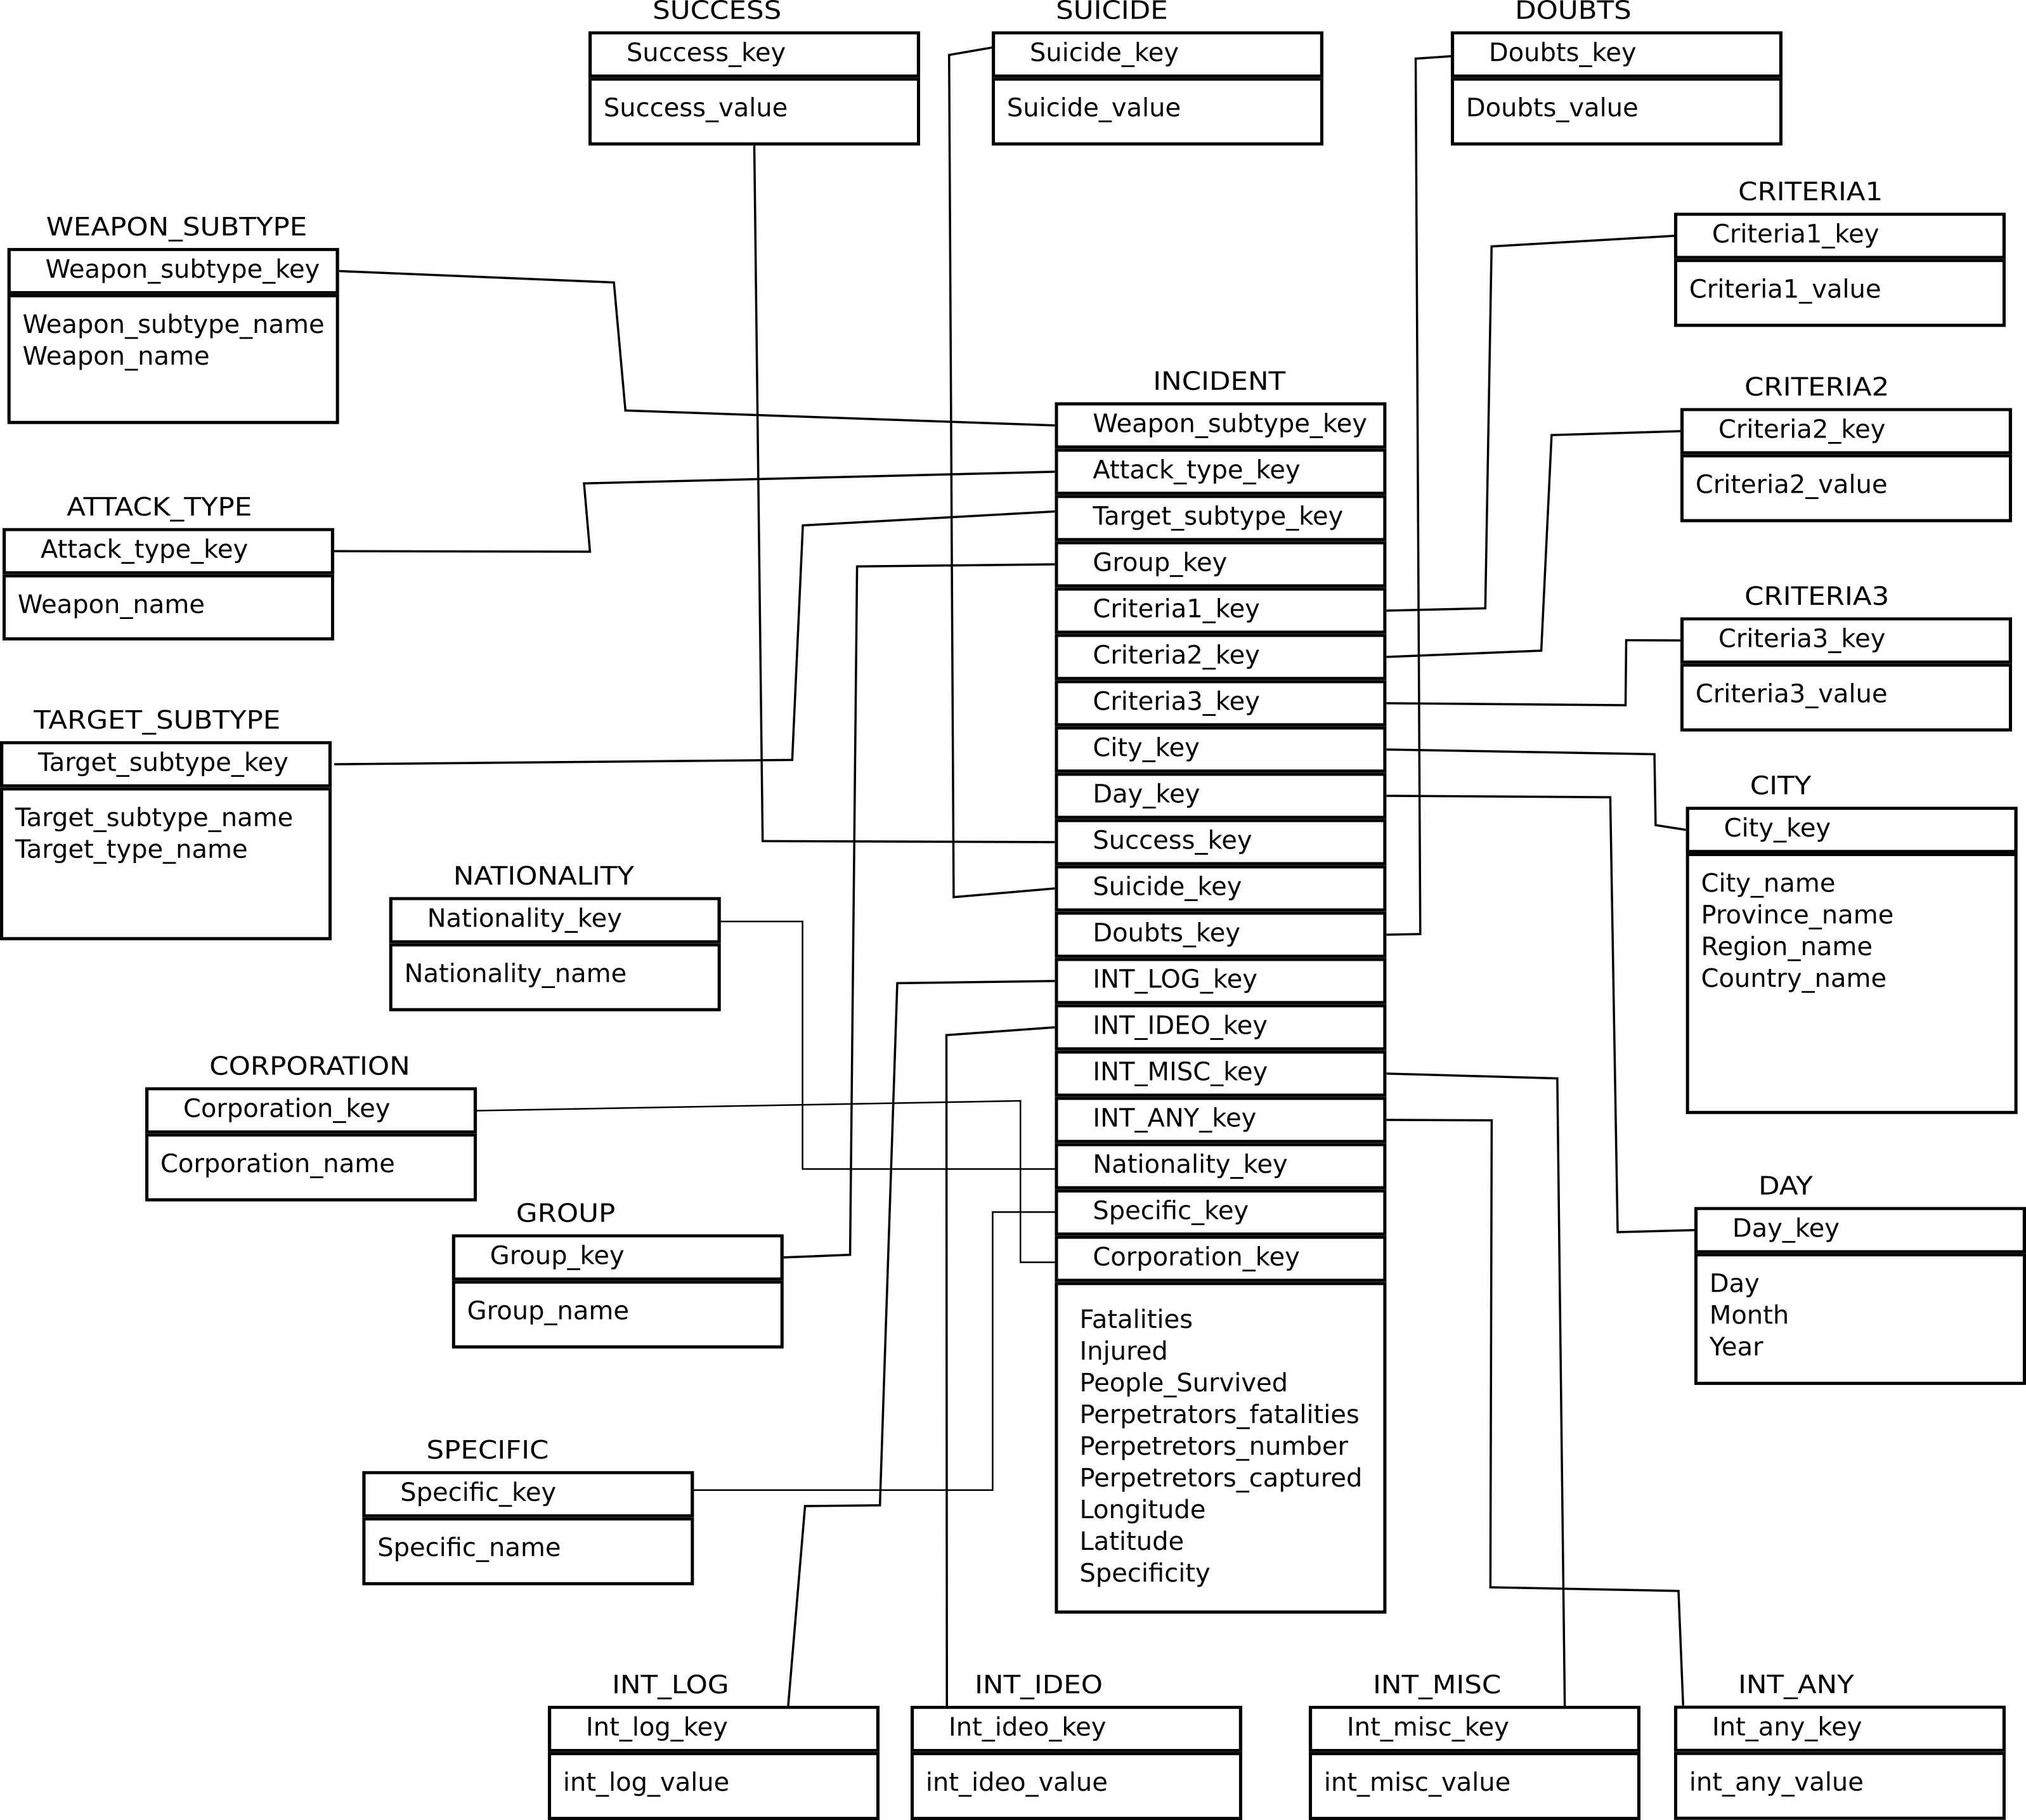 SUCCESS
Success_key
Success_value
SUICIDE
Suicide_key
Suicide_value
DOUBTS
Doubts_key
Doubts_value
CRITERIA1
Criteria1_key
Criteria1_value
WEAPON_SUBTYPE
Weapon_subtype_key
Weapon_subtype_name
Weapon_name
INCIDENT
Weapon_subtype_key
Attack_type_key
Target_subtype_key
Group_key
Criteria1_key
Criteria2_key
Criteria3_key
City_key
Day_key
Success_key
Suicide_key
Doubts_key
INT_LOG_key
INT_IDEO_key
INT_MISC_key
INT_ANY_key
Nationality_key
Specific_key
Corporation_key
Fatalities
Injured
People_Survived
Perpetrators_fatalities
Perpetretors_number
Perpetretors_captured
Longitude
Latitude
Specificity
CRITERIA2
Criteria2_key
Criteria2_value
ATTACK_TYPE
Attack_type_key
Weapon_name
CRITERIA3
Criteria3_key
Criteria3_value
TARGET_SUBTYPE
Target_subtype_key
Target_subtype_name
Target_type_name
CITY
City_key
City_name
Province_name
Region_name
Country_name
NATIONALITY
Nationality_key
Nationality_name
CORPORATION
Corporation_key
Corporation_name
DAY
Day_key
Day
Month
Year
GROUP
Group_key
Group_name
SPECIFIC
Specific_key
Specific_name
INT_LOG
Int_log_key
int_log_value
INT_IDEO
Int_ideo_key
int_ideo_value
INT_MISC
Int_misc_key
int_misc_value
INT_ANY
Int_any_key
int_any_value